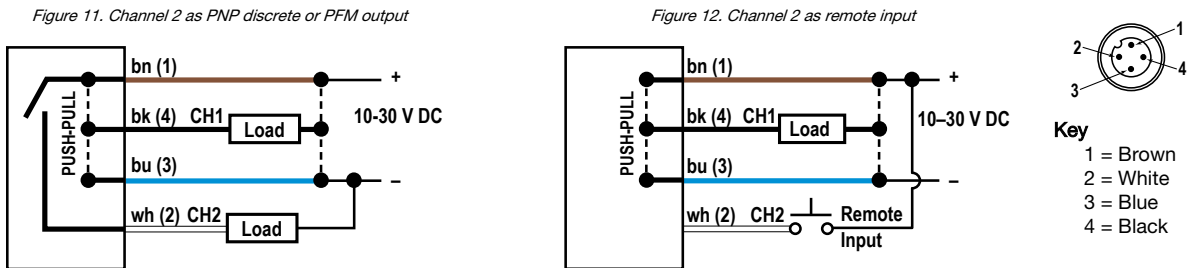 Figure 11. Channel 2 as PNP discrete or PFM output
PUSH-PULL
bn (1)
+
bk (4) CH1 Load
10-30 V DC
bu (3)
–
wh (2) CH2 Load
Figure 12. Channel 2 as remote input
PUSH-PULL
bn (1)
+
bk (4) CH1 Load
10–30 V DC
bu (3)
–
wh (2) CH2 Remote
Input
1
2
4
3
Key
1 = Brown
2 = White
3 = Blue
4 = Black